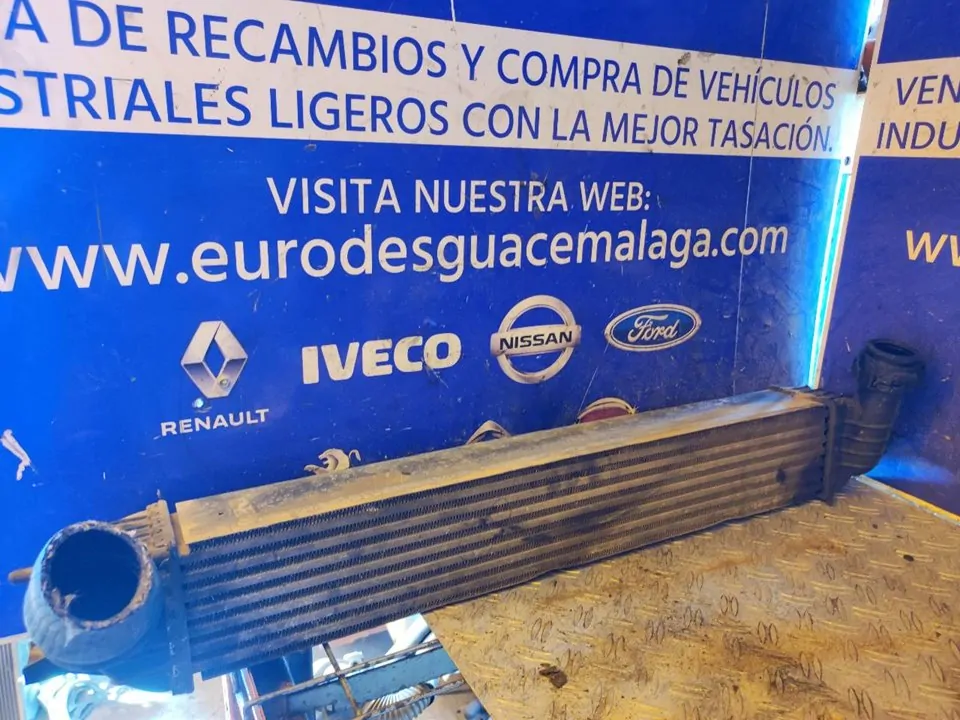 A DE RECAMBIOS Y COMPRA DE VEHÍCULOS
STRIALES LIGEROS CON LA MEJOR TASACIÓN.
VISITA NUESTRA WEB:
www.eurodesguacemalaga.com
RENAULT
IVECO
NISSAN
Ford
VEN
INDU
ww